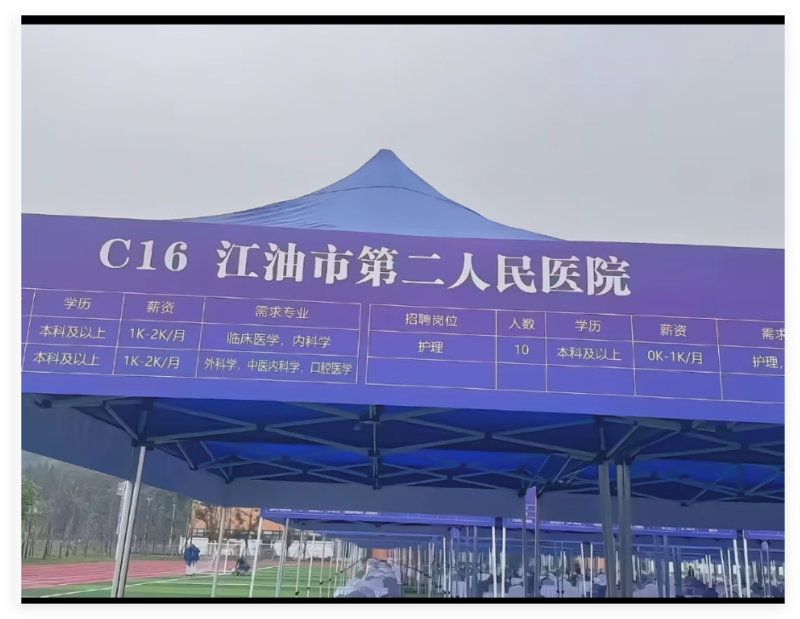 C16 江油市第二人民医院
学历 薪资 需求专业
本科及以上 1K-2K/月 临床医学，内科学
本科及以上 1K-2K/月 外科学，中医内科学，口腔医学
招聘岗位 人数 学历 薪资 需求
护理 10 本科及以上 0K-1K/月 护理，